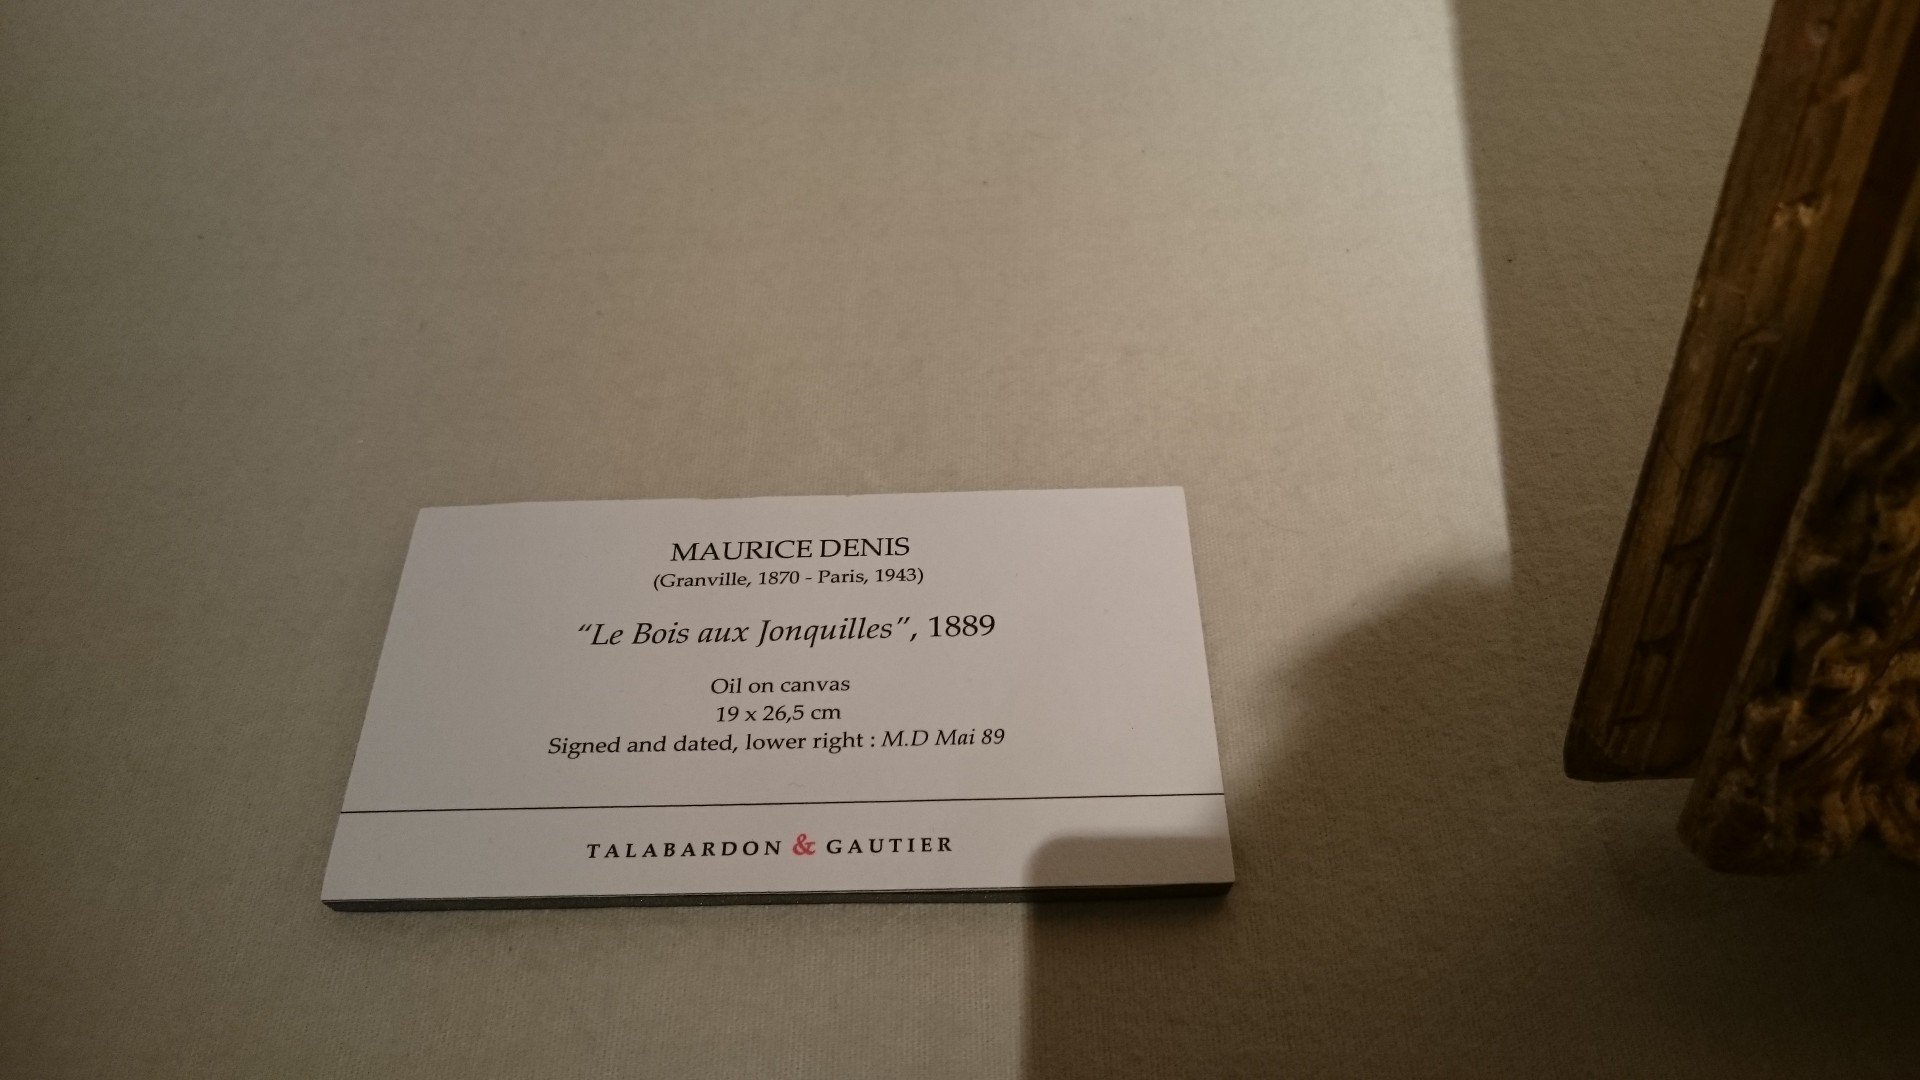 MAURICE DENIS
(Granville, 1870 - Paris, 1943)
“Le Bois aux Jonquilles”, 1889
Oil on canvas
19 x 26,5 cm
Signed and dated, lower right : M.D Mai 89
TALABARDON & GAUTIER